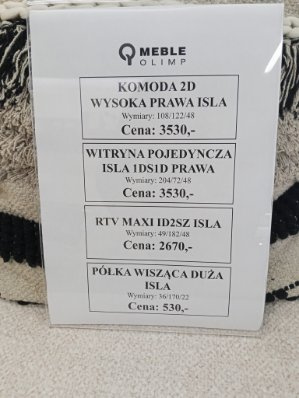 MEBLE
OLIMP
KOMODA 2D
WYSOKA PRAWA ISLA
Wymiary: 108/122/48
Cena: 3530,-
WITRYNA POJEDYNCZA
ISLA 1DS1D PRAWA
Wymiary: 204/72/48
Cena: 3530,-
RTV MAXI ID2SZ ISLA
Wymiary: 49/182/48
Cena: 2670,-
PÓŁKA WISZĄCA DUŻA
ISLA
Wymiary: 36/170/22
Cena: 530,-